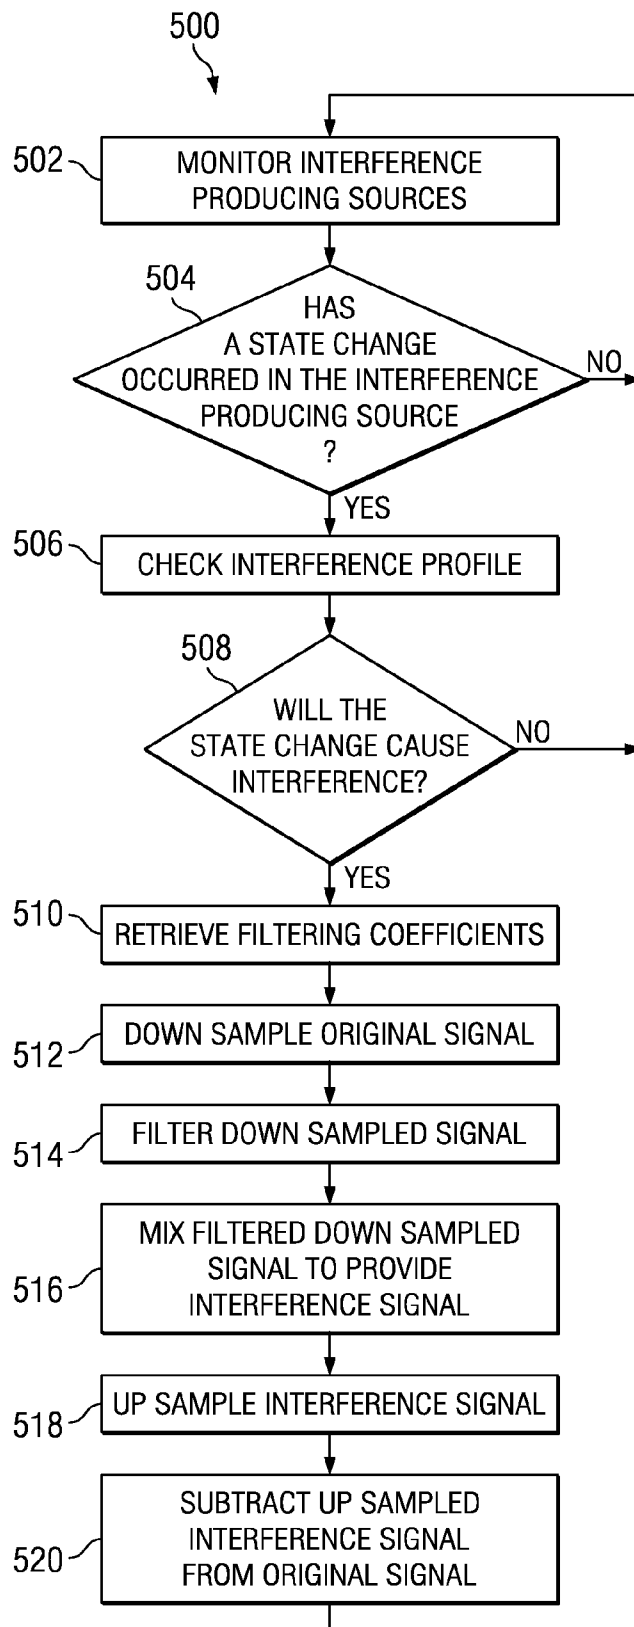 500
502
MONITOR INTERFERENCE
PRODUCING SOURCES
504
HAS
A STATE CHANGE
OCCURRED IN THE INTERFERENCE
PRODUCING SOURCE
?
NO
YES
506
CHECK INTERFERENCE PROFILE
508
WILL THE
STATE CHANGE CAUSE
INTERFERENCE?
NO
YES
510
RETRIEVE FILTERING COEFFICIENTS
512
DOWN SAMPLE ORIGINAL SIGNAL
514
FILTER DOWN SAMPLED SIGNAL
516
MIX FILTERED DOWN SAMPLED
SIGNAL TO PROVIDE
INTERFERENCE SIGNAL
518
UP SAMPLE INTERFERENCE SIGNAL
520
SUBTRACT UP SAMPLED
INTERFERENCE SIGNAL
FROM ORIGINAL SIGNAL